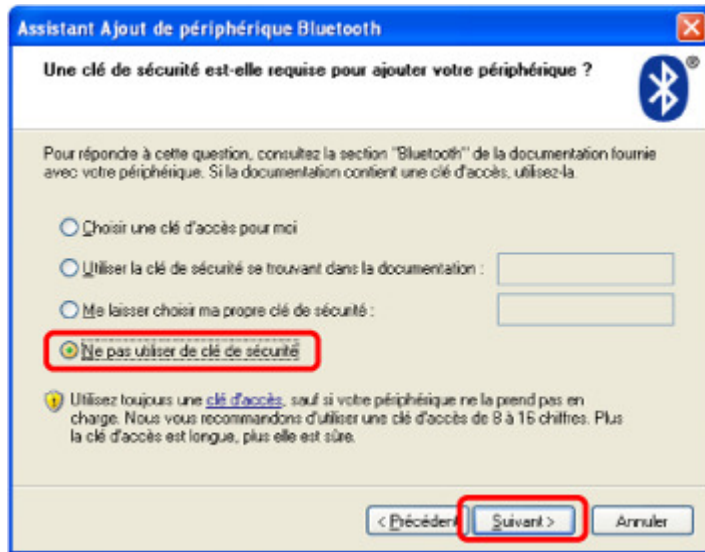 Assistant Ajout de périphérique Bluetooth
Une clé de sécurité est-elle requise pour ajouter votre périphérique ?
®
Pour répondre à cette question, consultez la section "Bluetooth" de la documentation fournie
avec votre périphérique. Si la documentation contient une clé d'accès, utilisez-la.
Choisir une clé d'accès pour moi
Utiliser la clé de sécurité se trouvant dans la documentation :
Me laisser choisir ma propre clé de sécurité :
Ne pas utiliser de clé de sécurité
Utilisez toujours une clé d'accès, sauf si votre périphérique ne la prend pas en
charge. Nous vous recommandons d'utiliser une clé d'accès de 8 à 16 chiffres. Plus
la clé d'accès est longue, plus elle est sûre.
< Précédent Suivant > Annuler